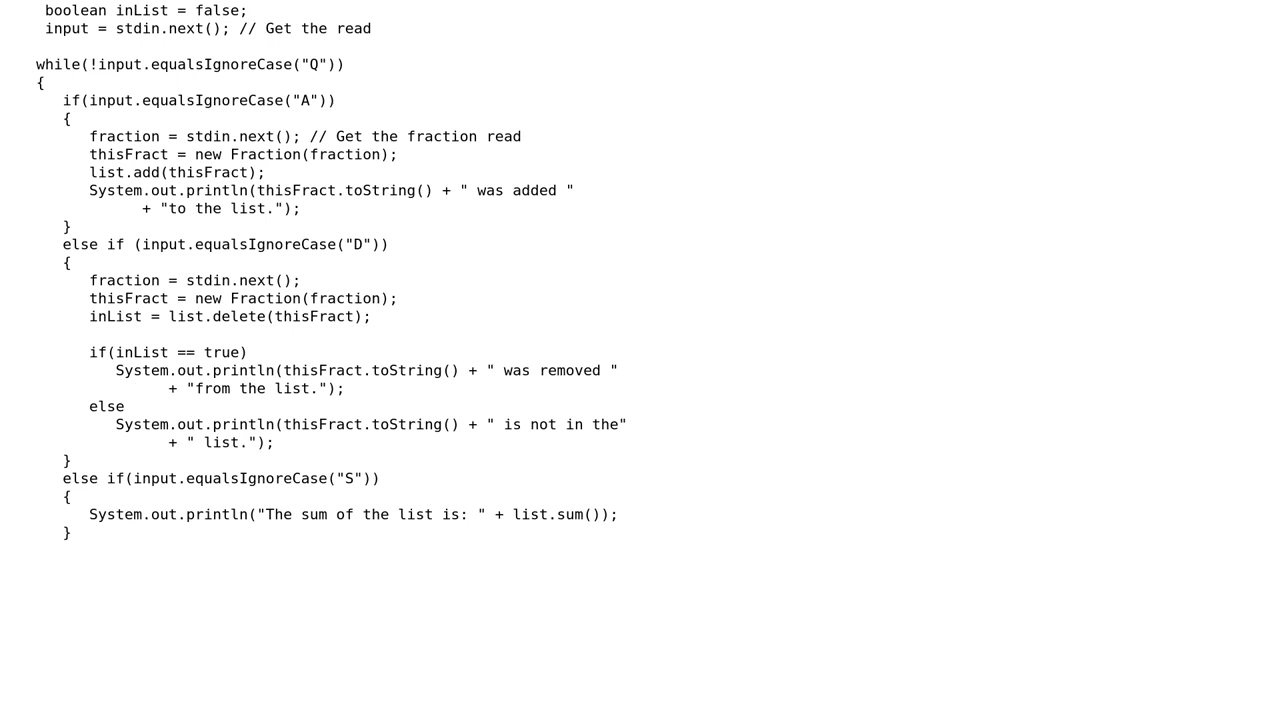 boolean inList = false;
input = stdin.next(); // Get the read
while(!input.equalsIgnoreCase("Q"))
{
if(input.equalsIgnoreCase("A"))
{
fraction = stdin.next(); // Get the fraction read
thisFract = new Fraction(fraction);
list.add(thisFract);
System.out.println(thisFract.toString() + " was added "
+ "to the list.");
}
else if (input.equalsIgnoreCase("D"))
{
fraction = stdin.next();
thisFract = new Fraction(fraction);
inList = list.delete(thisFract);
if(inList == true)
System.out.println(thisFract.toString() + " was removed "
+ "from the list.");
else
System.out.println(thisFract.toString() + " is not in the"
+ " list.");
}
else if(input.equalsIgnoreCase("S"))
{
System.out.println("The sum of the list is: " + list.sum());
}